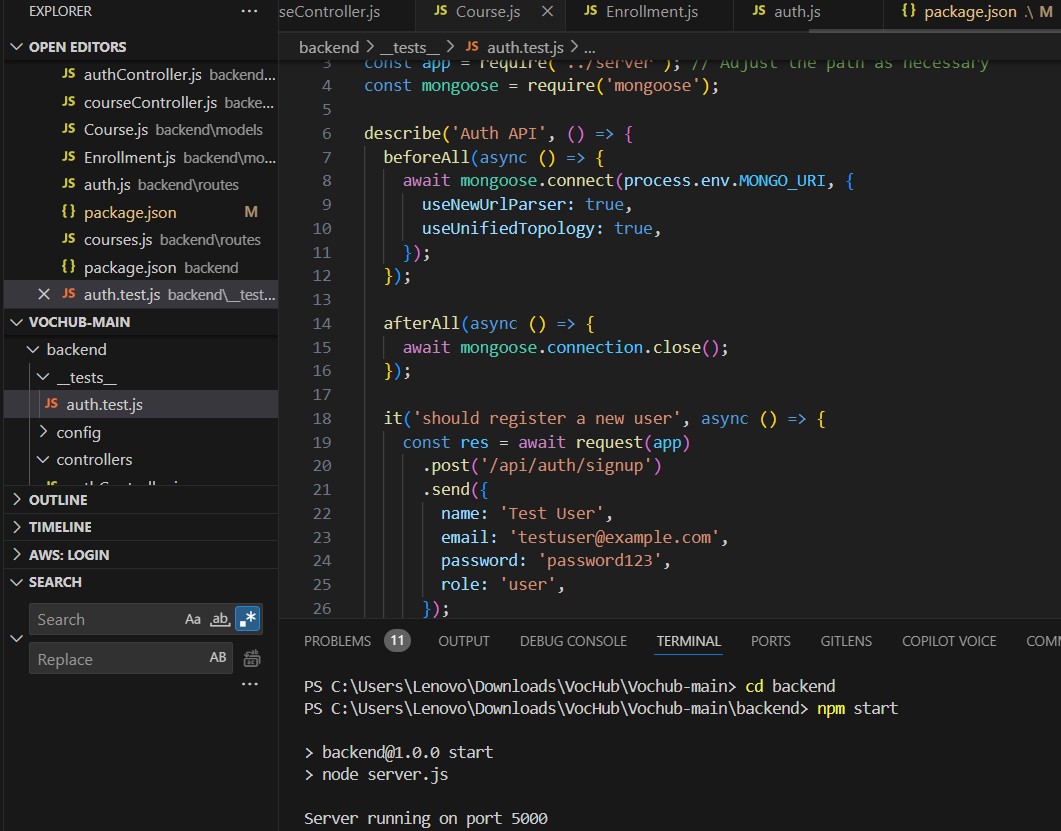 EXPLORER
OPEN EDITORS
JS authController.js backend...
JS courseController.js backe...
JS Course.js backend\models
JS Enrollment.js backend\mo...
JS auth.js backend\routes
{} package.json M
JS courses.js backend\routes
{} package.json backend
JS auth.test.js backend\__test...
VOCHUB-MAIN
backend
__tests__
JS auth.test.js
config
controllers
OUTLINE
TIMELINE
AWS: LOGIN
SEARCH
Search Aa ab .*
Replace AB
...
seController.js JS Course.js JS Enrollment.js JS auth.js {} package.json .\ M
backend > __tests__ > JS auth.test.js > ...
3 const app = require('../server'); // Adjust the path as necessary
4 const mongoose = require('mongoose');
5
6 describe('Auth API', () => {
7 beforeAll(async () => {
8 await mongoose.connect(process.env.MONGO_URI, {
9 useNewUrlParser: true,
10 useUnifiedTopology: true,
11 });
12 });
13
14 afterAll(async () => {
15 await mongoose.connection.close();
16 });
17
18 it('should register a new user', async () => {
19 const res = await request(app)
20 .post('/api/auth/signup')
21 .send({
22 name: 'Test User',
23 email: 'testuser@example.com',
24 password: 'password123',
25 role: 'user',
26 });
PROBLEMS 11 OUTPUT DEBUG CONSOLE TERMINAL PORTS GITLENS COPILOT VOICE COM
PS C:\Users\Lenovo\Downloads\VocHub\Vochub-main> cd backend
PS C:\Users\Lenovo\Downloads\VocHub\Vochub-main\backend> npm start
> backend@1.0.0 start
> node server.js
Server running on port 5000